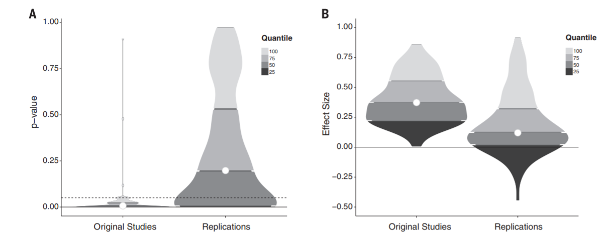 A
1.00
0.75
0.50
0.25
0.00
p−value
Original Studies
Replications
Quantile
100
75
50
25
B
1.00
0.75
0.50
0.25
0.00
−0.25
−0.50
Effect Size
Original Studies
Replications
Quantile
100
75
50
25